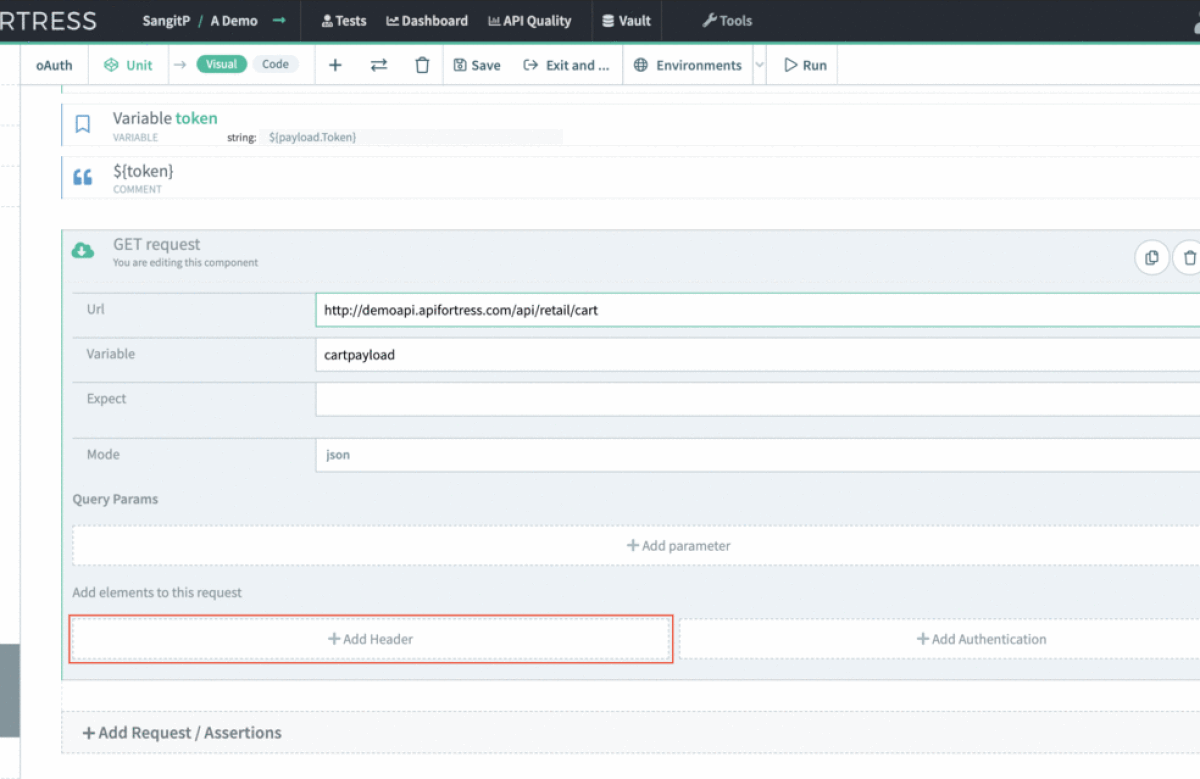 RTRESS SangitP / A Demo → Tests Dashboard API Quality Vault Tools
oAuth Unit → Visual Code + Save Exit and ... Environments Run
Variable token
VARIABLE string: ${payload.Token}
${token}
COMMENT
GET request
You are editing this component
Url http://demoapi.apifortress.com/api/retail/cart
Variable cartpayload
Expect
Mode json
Query Params
+ Add parameter
Add elements to this request
+ Add Header + Add Authentication
+ Add Request / Assertions